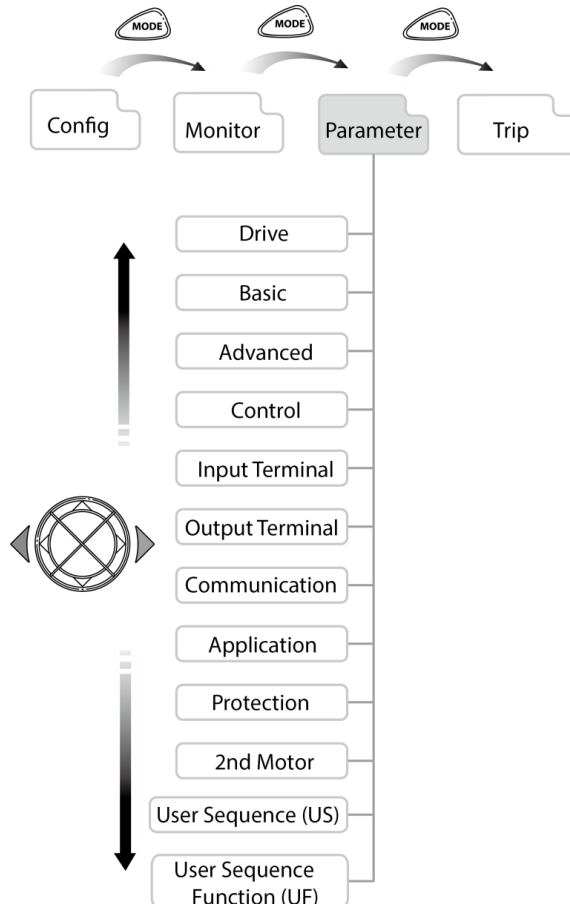 MODE MODE MODE
Config Monitor Parameter Trip
Drive
Basic
Advanced
Control
Input Terminal
Output Terminal
Communication
Application
Protection
2nd Motor
User Sequence (US)
User Sequence
Function (UF)